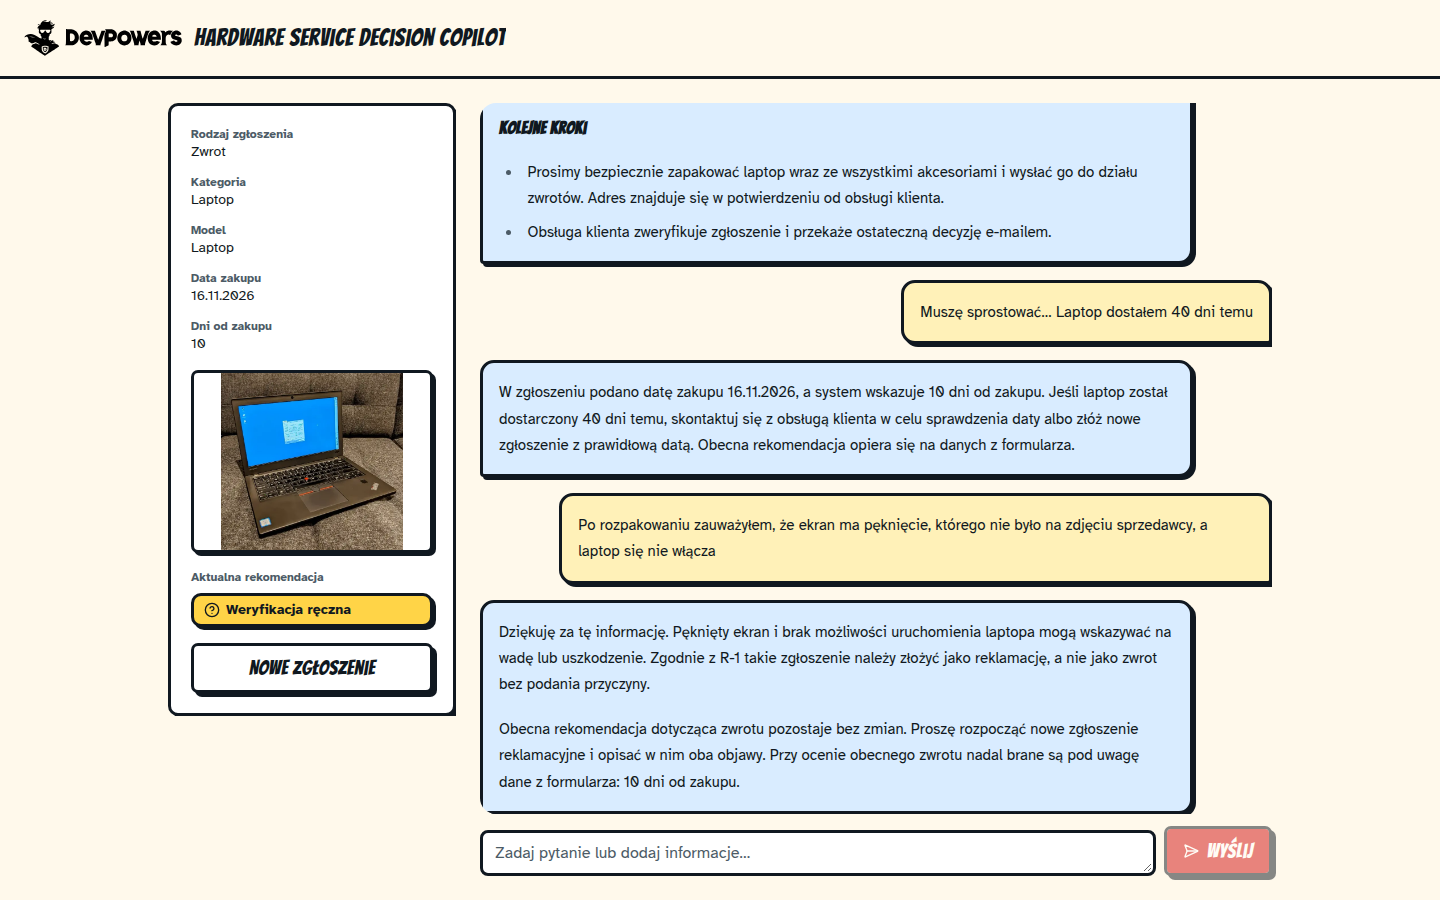 DevPowers HARDWARE SERVICE DECISION COPILOT
Rodzaj zgłoszenia
Zwrot
Kategoria
Laptop
Model
Laptop
Data zakupu
16.11.2026
Dni od zakupu
10
Aktualna rekomendacja
Weryfikacja ręczna
NOWE ZGŁOSZENIE
KOLEJNE KROKI
Prosimy bezpiecznie zapakować laptop wraz ze wszystkimi akcesoriami i wysłać go do działu
zwrotów. Adres znajduje się w potwierdzeniu od obsługi klienta.
Obsługa klienta zweryfikuje zgłoszenie i przekaże ostateczną decyzję e-mailem.
Muszę sprostować... Laptop dostałem 40 dni temu
W zgłoszeniu podano datę zakupu 16.11.2026, a system wskazuje 10 dni od zakupu. Jeśli laptop został
dostarczony 40 dni temu, skontaktuj się z obsługą klienta w celu sprawdzenia daty albo złóż nowe
zgłoszenie z prawidłową datą. Obecna rekomendacja opiera się na danych z formularza.
Po rozpakowaniu zauważyłem, że ekran ma pęknięcie, którego nie było na zdjęciu sprzedawcy, a
laptop się nie włącza
Dziękuję za tę informację. Pęknięty ekran i brak możliwości uruchomienia laptopa mogą wskazywać na
wadę lub uszkodzenie. Zgodnie z R-1 takie zgłoszenie należy złożyć jako reklamację, a nie jako zwrot
bez podania przyczyny.
Obecna rekomendacja dotycząca zwrotu pozostaje bez zmian. Proszę rozpocząć nowe zgłoszenie
reklamacyjne i opisać w nim oba objawy. Przy ocenie obecnego zwrotu nadal brane są pod uwagę
dane z formularza: 10 dni od zakupu.
Zadaj pytanie lub dodaj informacje...
WYŚLIJ